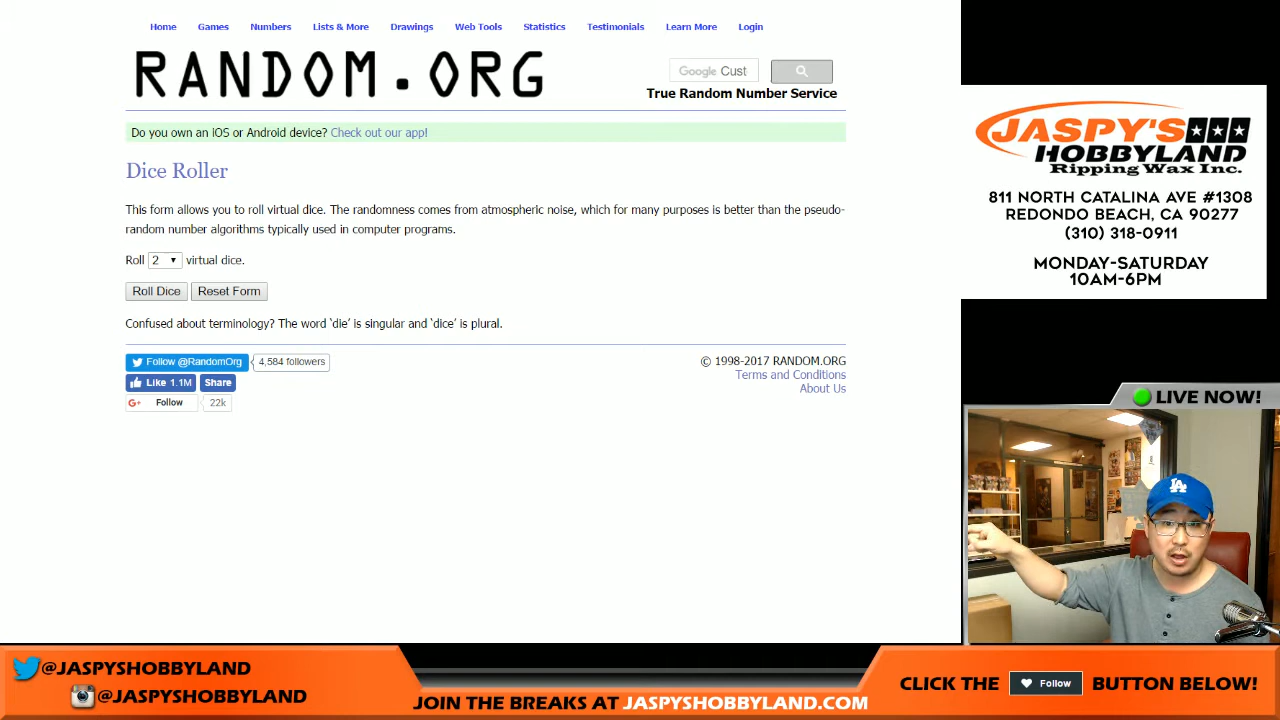 Home Games Numbers Lists & More Drawings Web Tools Statistics Testimonials Learn More Login
RANDOM.ORG
Google Cust
True Random Number Service
Do you own an iOS or Android device? Check out our app!
Dice Roller
This form allows you to roll virtual dice. The randomness comes from atmospheric noise, which for many purposes is better than the pseudo-
random number algorithms typically used in computer programs.
Roll 2 virtual dice.
Roll Dice Reset Form
Confused about terminology? The word ‘die’ is singular and ‘dice’ is plural.
Follow @RandomOrg 4,584 followers
Like 1.1M Share
G+ Follow 22k
© 1998-2017 RANDOM.ORG
Terms and Conditions
About Us
JASPY'S
HOBBYLAND
Ripping Wax Inc.
811 NORTH CATALINA AVE #1308
REDONDO BEACH, CA 90277
(310) 318-0911
MONDAY-SATURDAY
10AM-6PM
LIVE NOW!
LA
@JASPYSHOBBYLAND
@JASPYSHOBBYLAND
JOIN THE BREAKS AT JASPYSHOBBYLAND.COM
CLICK THE Follow BUTTON BELOW!